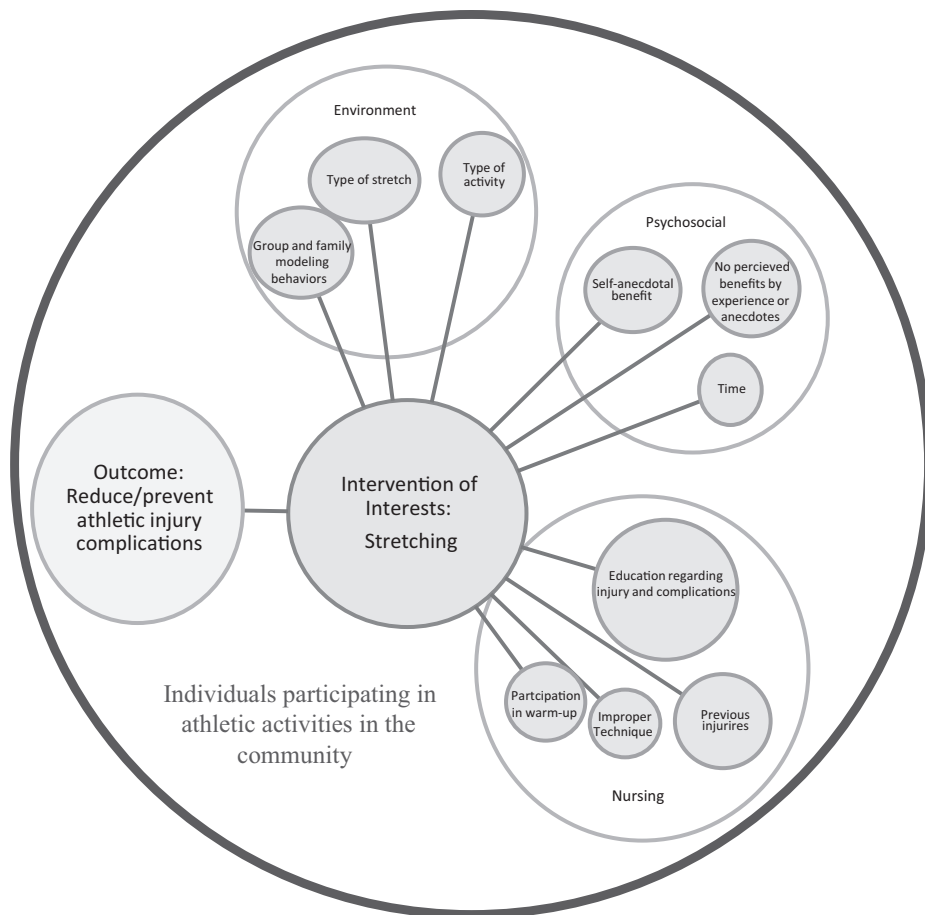 Environment
Type of stretch
Type of
activity
Group and family
modeling
behaviors
Psychosocial
Self-anecdotal
benefit
No percieved
benefits by
experience or
anecdotes
Time
Outcome:
Reduce/prevent
athletic injury
complications
Intervention of
Interests:
Stretching
Education regarding
injury and complications
Partcipation
in warm-up
Improper
Technique
Previous
injurires
Nursing
Individuals participating in
athletic activities in the
community